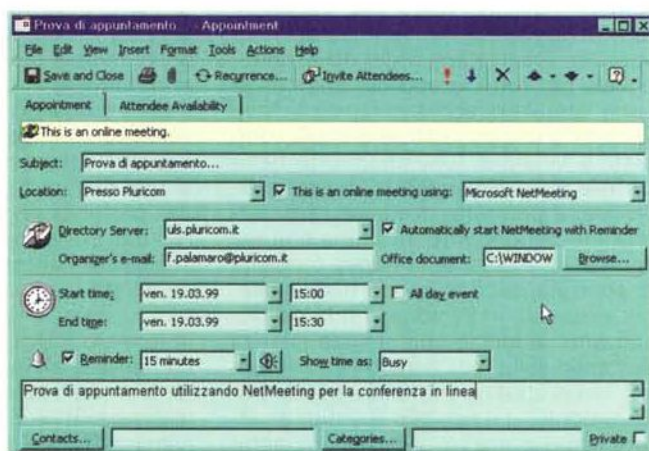 Prova di appuntamento... - Appointment
File Edit View Insert Format Tools Actions Help
Save and Close Recurrence... Invite Attendees...
Appointment Attendee Availability
This is an online meeting.
Subject: Prova di appuntamento...
Location: Presso Pluricom This is an online meeting using: Microsoft NetMeeting
Directory Server: uls.pluricom.it Automatically start NetMeeting with Reminder
Organizer's e-mail: f.palamaro@pluricom.it Office document: C:\WINDOW Browse...
Start time: ven. 19.03.99 15:00 All day event
End time: ven. 19.03.99 15:30
Reminder: 15 minutes Show time as: Busy
Prova di appuntamento utilizzando NetMeeting per la conferenza in linea
Contacts... Categories... Private